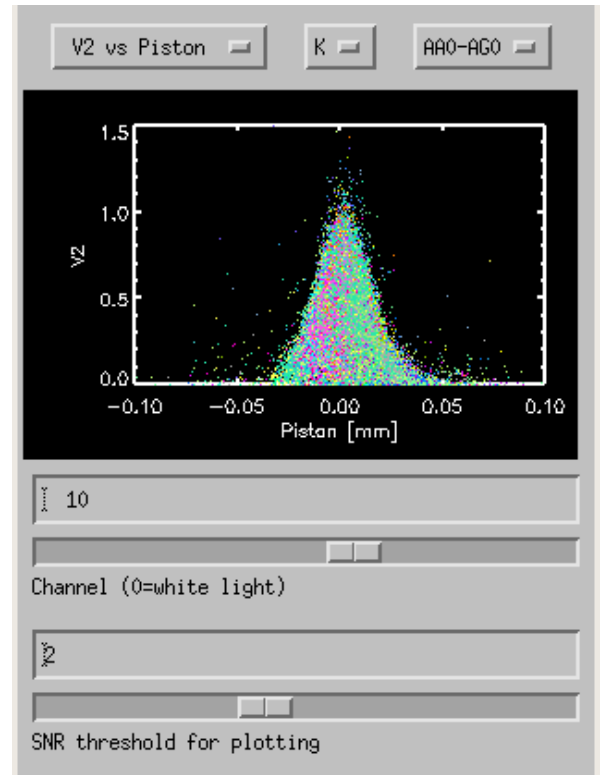 V2 vs Piston K AA0-AG0
1.5
1.0
V2
0.5
0.0
-0.10 -0.05 0.00 0.05 0.10
Piston [mm]
10
Channel (0=white light)
2
SNR threshold for plotting